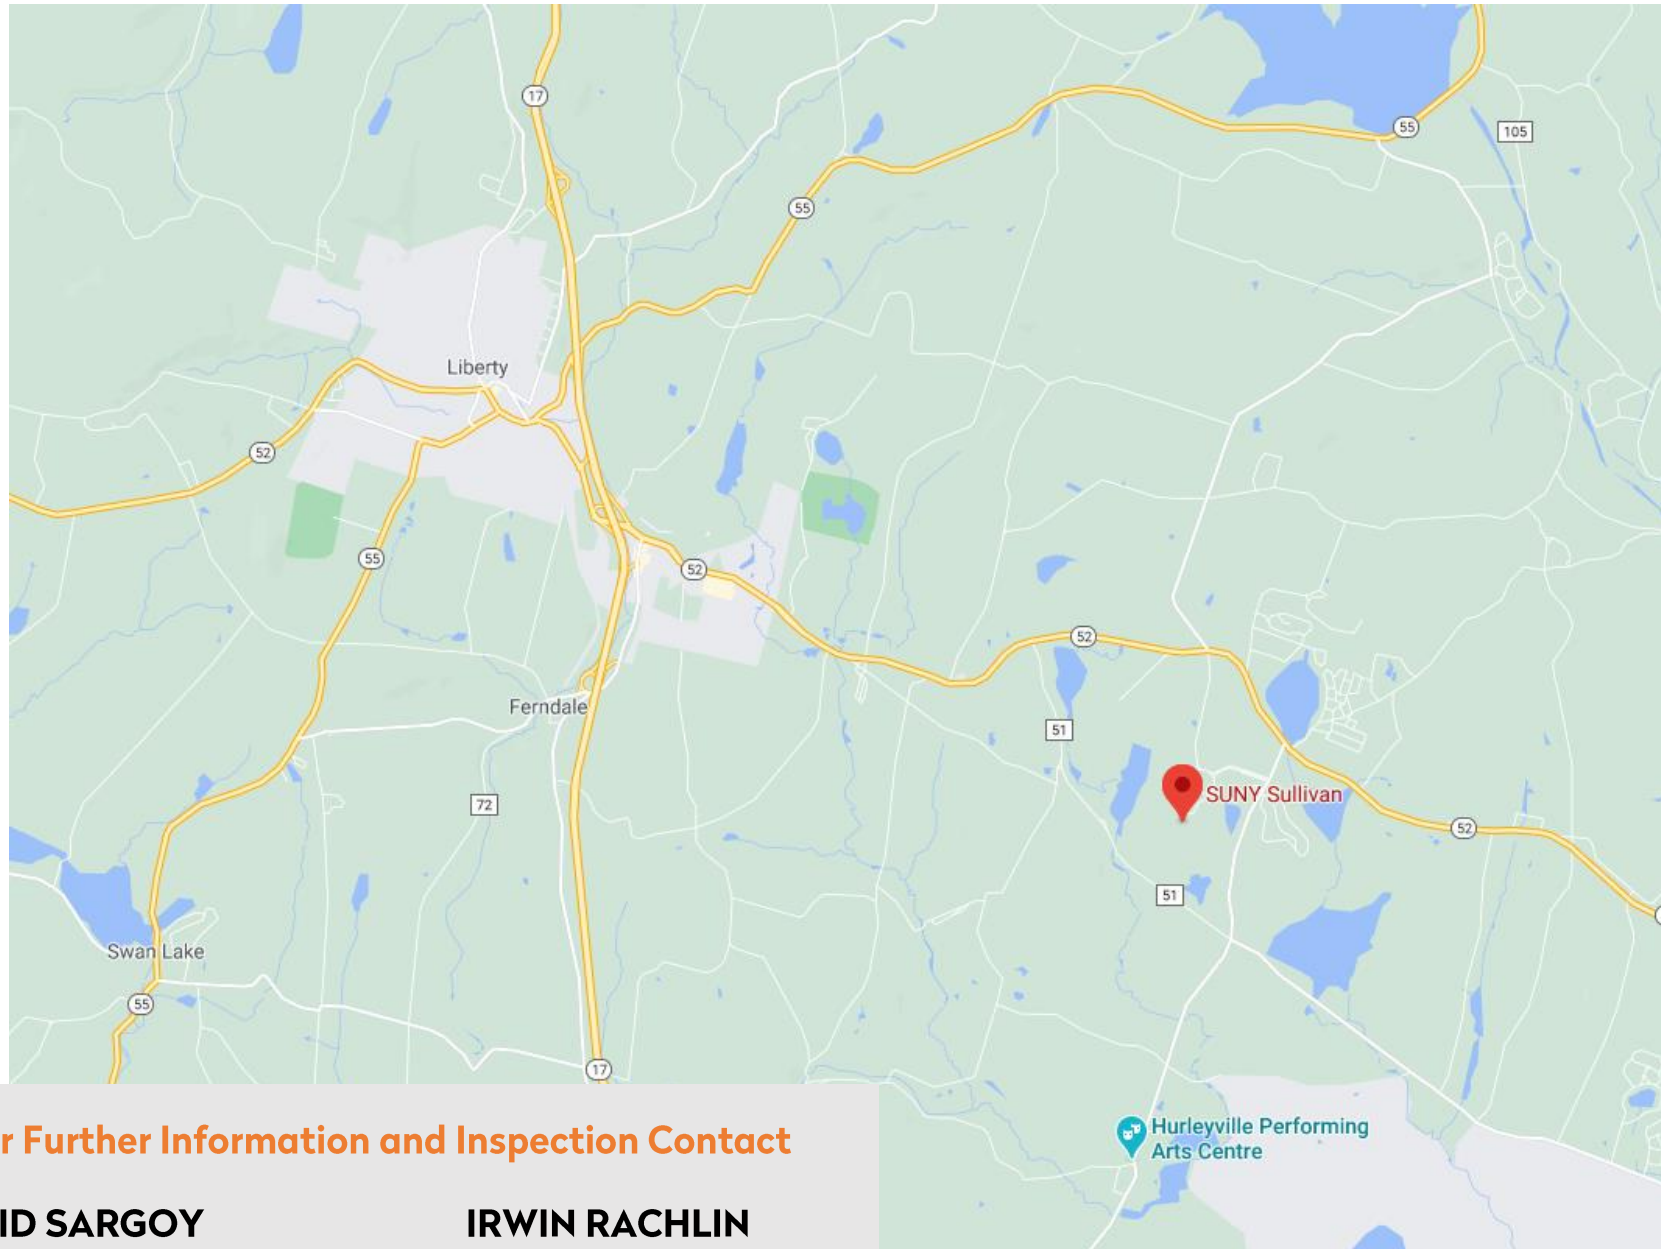 17
55
105
55
Liberty
52
55
52
52
Ferndale
51
SUNY Sullivan
72
52
51
Swan Lake
55
17
Hurleyville Performing
Arts Centre
r Further Information and Inspection Contact
ID SARGOY
IRWIN RACHLIN